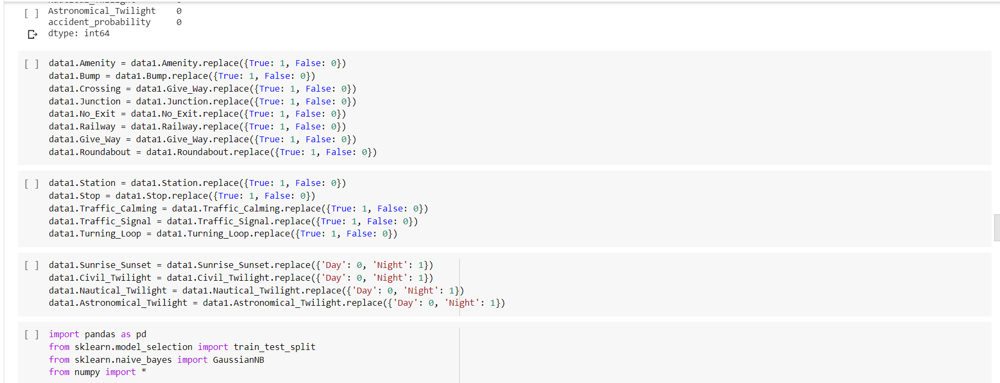 [ ] Astronomical_Twilight    0
accident_probability     0
dtype: int64
[ ] data1.Amenity = data1.Amenity.replace({True: 1, False: 0})
data1.Bump = data1.Bump.replace({True: 1, False: 0})
data1.Crossing = data1.Give_Way.replace({True: 1, False: 0})
data1.Junction = data1.Junction.replace({True: 1, False: 0})
data1.No_Exit = data1.No_Exit.replace({True: 1, False: 0})
data1.Railway = data1.Railway.replace({True: 1, False: 0})
data1.Give_Way = data1.Give_Way.replace({True: 1, False: 0})
data1.Roundabout = data1.Roundabout.replace({True: 1, False: 0})
[ ] data1.Station = data1.Station.replace({True: 1, False: 0})
data1.Stop = data1.Stop.replace({True: 1, False: 0})
data1.Traffic_Calming = data1.Traffic_Calming.replace({True: 1, False: 0})
data1.Traffic_Signal = data1.Traffic_Signal.replace({True: 1, False: 0})
data1.Turning_Loop = data1.Turning_Loop.replace({True: 1, False: 0})
[ ] data1.Sunrise_Sunset = data1.Sunrise_Sunset.replace({'Day': 0, 'Night': 1})
data1.Civil_Twilight = data1.Civil_Twilight.replace({'Day': 0, 'Night': 1})
data1.Nautical_Twilight = data1.Nautical_Twilight.replace({'Day': 0, 'Night': 1})
data1.Astronomical_Twilight = data1.Astronomical_Twilight.replace({'Day': 0, 'Night': 1})
[ ] import pandas as pd
from sklearn.model_selection import train_test_split
from sklearn.naive_bayes import GaussianNB
from numpy import *